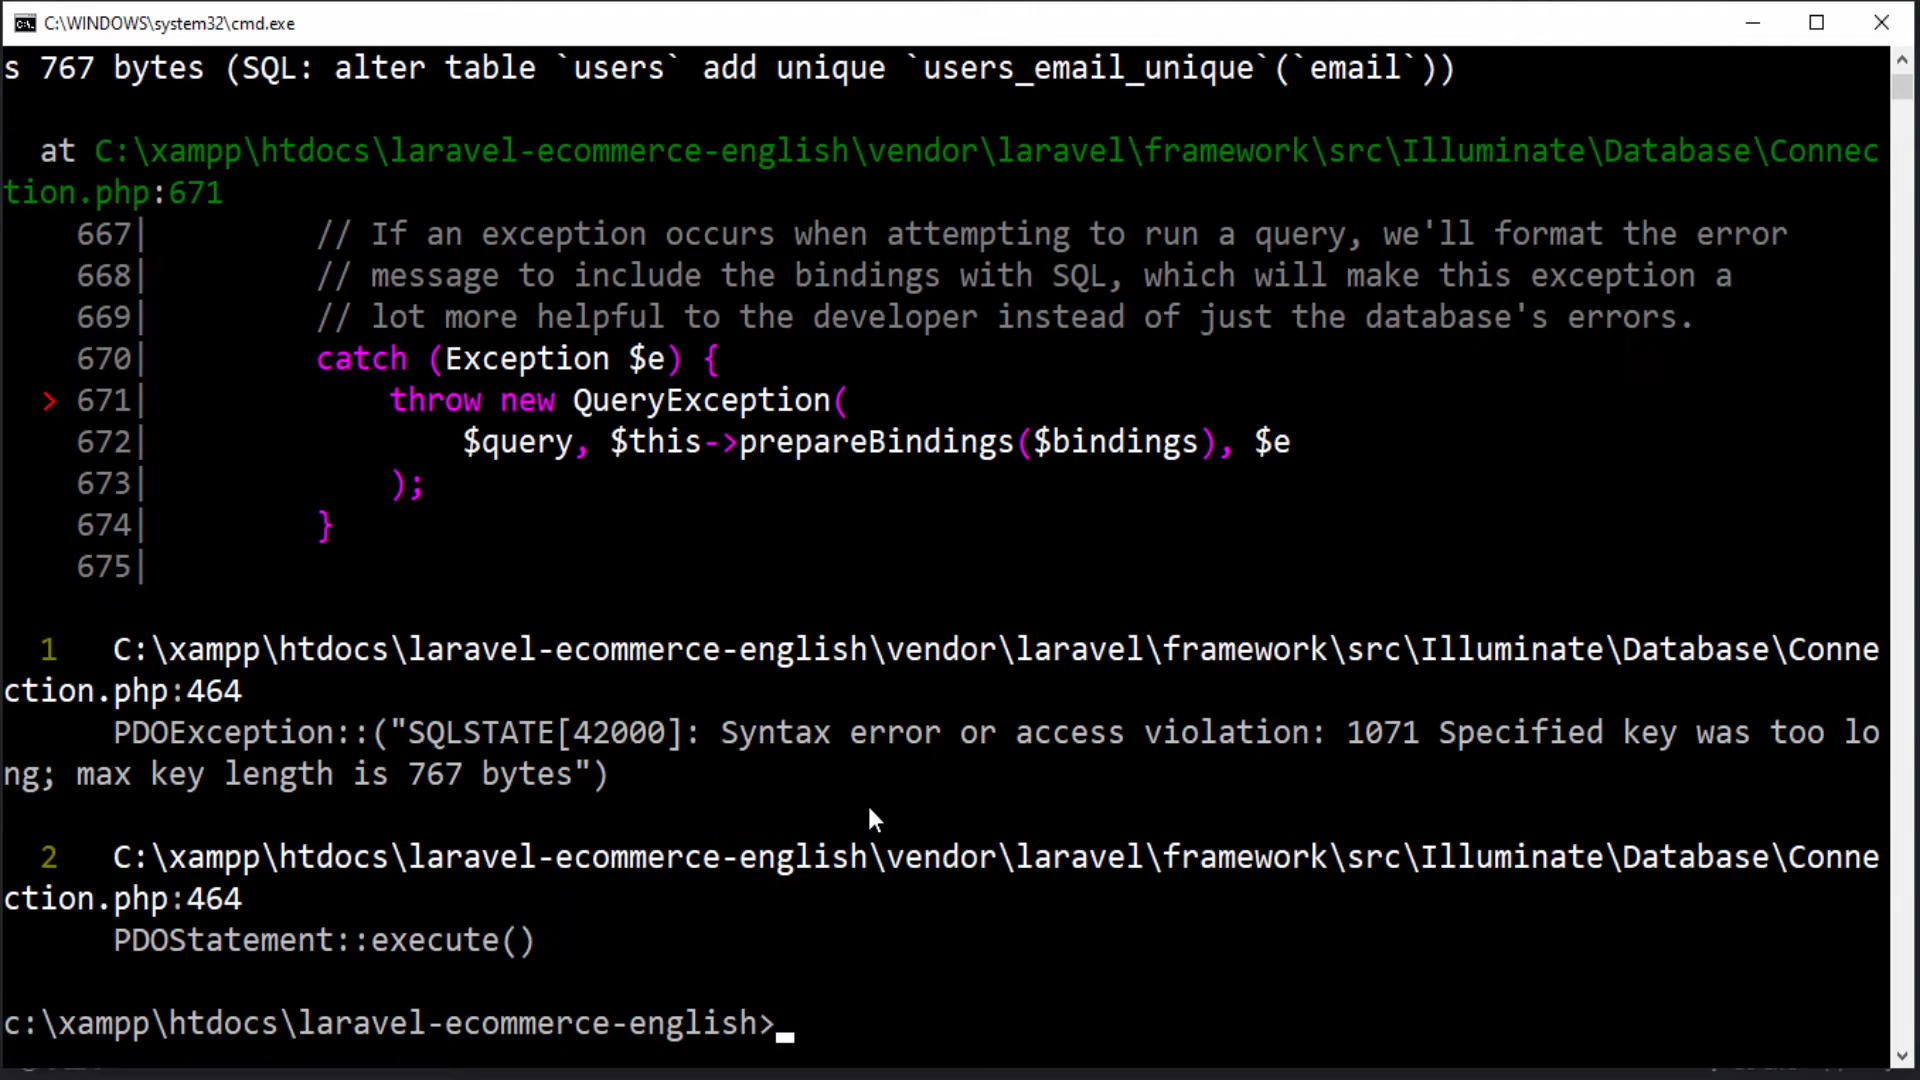 C:\WINDOWS\system32\cmd.exe
s 767 bytes (SQL: alter table `users` add unique `users_email_unique`(`email`))
at C:\xampp\htdocs\laravel-ecommerce-english\vendor\laravel\framework\src\Illuminate\Database\Connec
tion.php:671
667| // If an exception occurs when attempting to run a query, we'll format the error
668| // message to include the bindings with SQL, which will make this exception a
669| // lot more helpful to the developer instead of just the database's errors.
670| catch (Exception $e) {
> 671| throw new QueryException(
672| $query, $this->prepareBindings($bindings), $e
673| );
674| }
675|
1 C:\xampp\htdocs\laravel-ecommerce-english\vendor\laravel\framework\src\Illuminate\Database\Conne
ction.php:464
PDOException::("SQLSTATE[42000]: Syntax error or access violation: 1071 Specified key was too lo
ng; max key length is 767 bytes")
2 C:\xampp\htdocs\laravel-ecommerce-english\vendor\laravel\framework\src\Illuminate\Database\Conne
ction.php:464
PDOStatement::execute()
c:\xampp\htdocs\laravel-ecommerce-english>